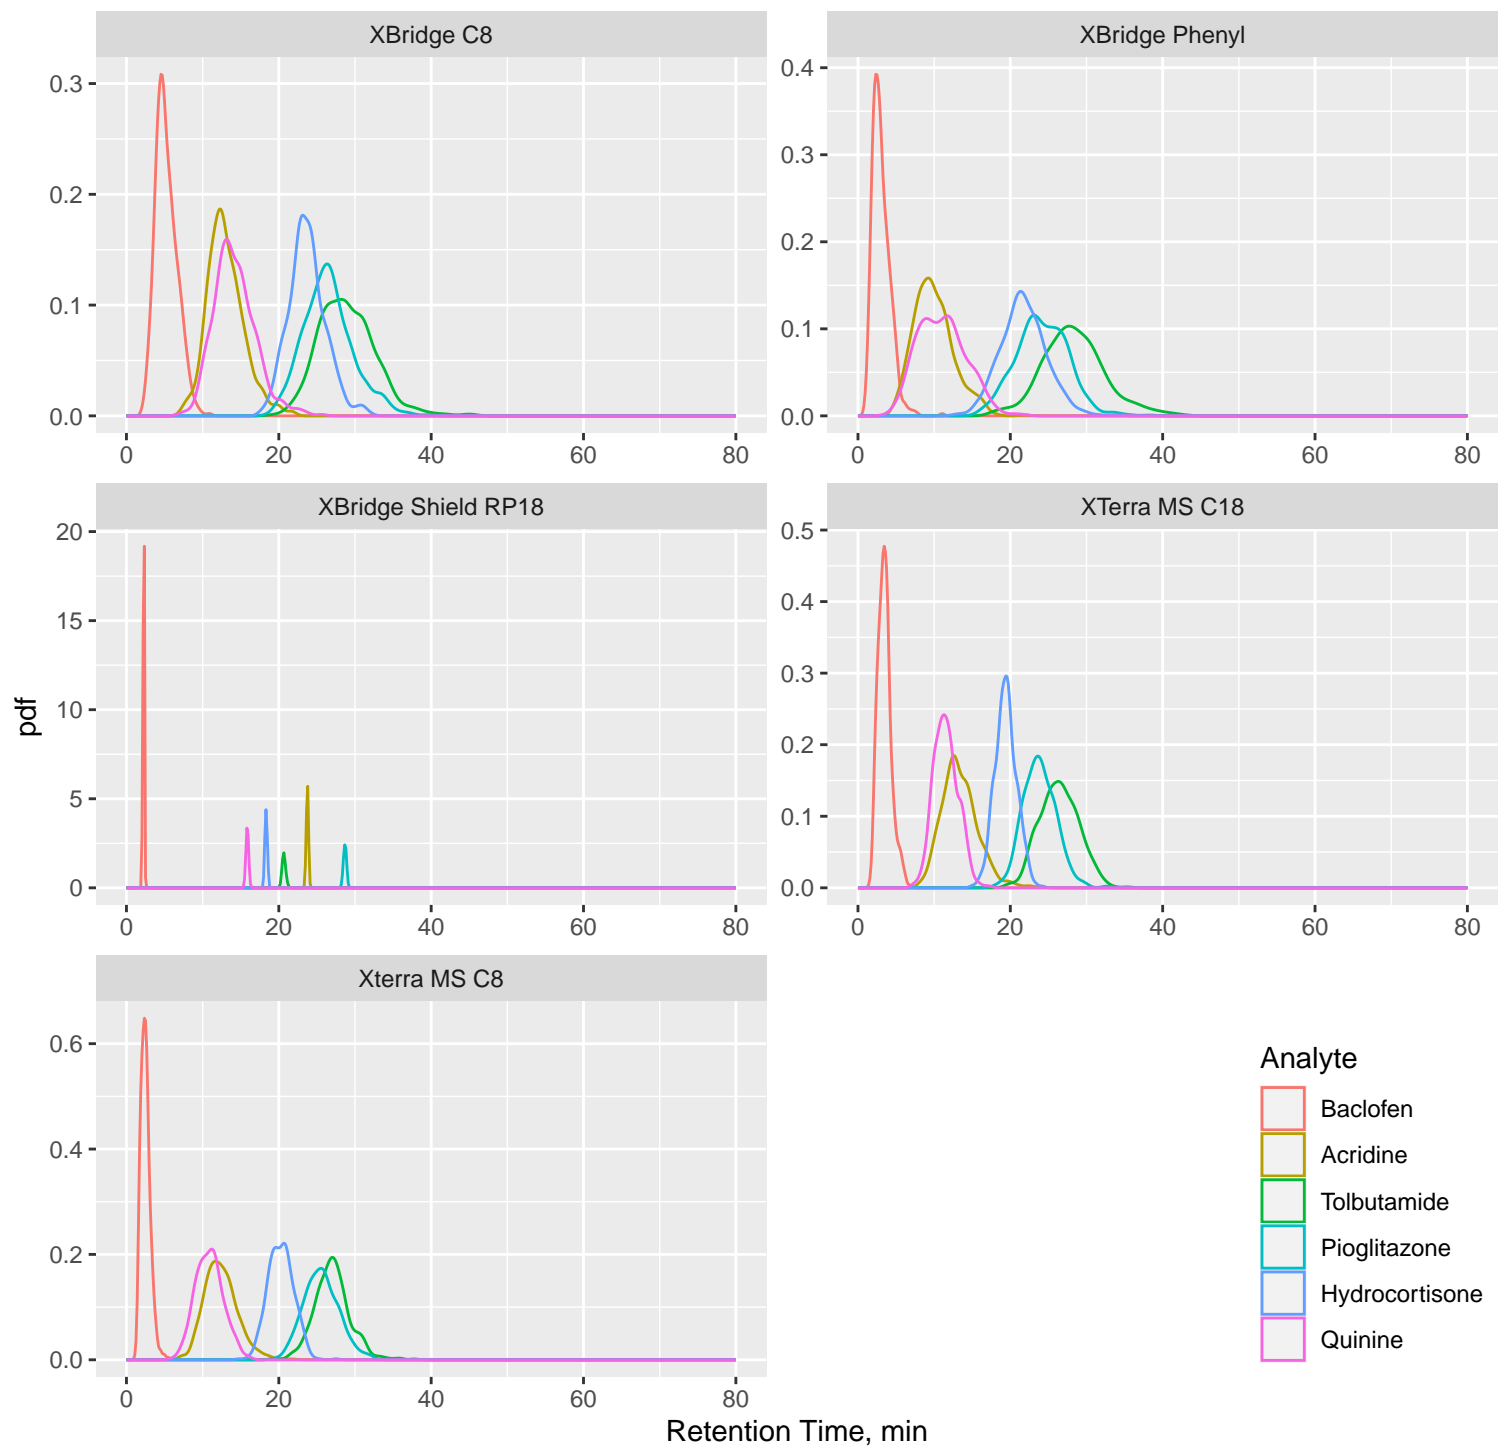 XBridge C8
XBridge Phenyl
0.3
0.2
0.1
0.0
0 20 40 60 80
0.4
0.3
0.2
0.1
0.0
0 20 40 60 80
XBridge Shield RP18
XTerra MS C18
20
15
10
5
0
0 20 40 60 80
0.5
0.4
0.3
0.2
0.1
0.0
0 20 40 60 80
pdf
Xterra MS C8
0.6
0.4
0.2
0.0
0 20 40 60 80
Retention Time, min
Analyte
Baclofen
Acridine
Tolbutamide
Pioglitazone
Hydrocortisone
Quinine